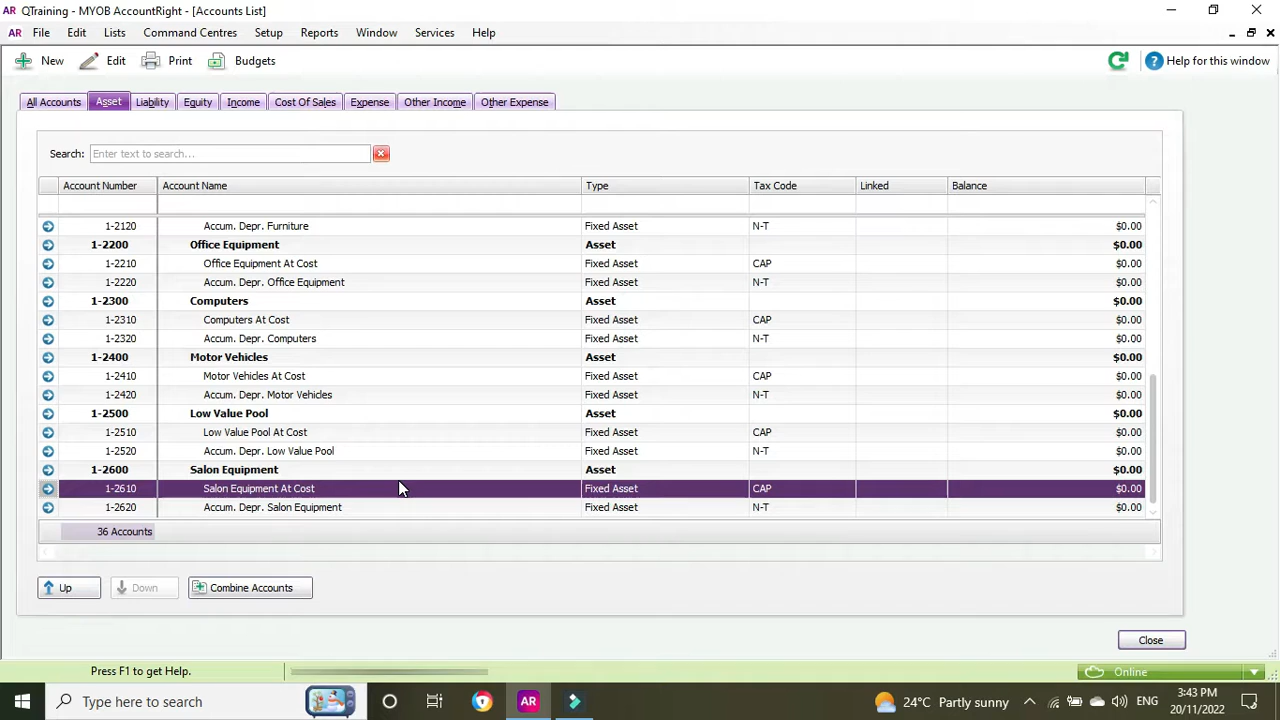 AR QTraining - MYOB AccountRight - [Accounts List]
AR File Edit Lists Command Centres Setup Reports Window Services Help
New Edit Print Budgets ? Help for this window
All Accounts Asset Liability Equity Income Cost Of Sales Expense Other Income Other Expense
Search: Enter text to search...
Account Number Account Name Type Tax Code Linked Balance
1-2120 Accum. Depr. Furniture Fixed Asset N-T $0.00
1-2200 Office Equipment Asset $0.00
1-2210 Office Equipment At Cost Fixed Asset CAP $0.00
1-2220 Accum. Depr. Office Equipment Fixed Asset N-T $0.00
1-2300 Computers Asset $0.00
1-2310 Computers At Cost Fixed Asset CAP $0.00
1-2320 Accum. Depr. Computers Fixed Asset N-T $0.00
1-2400 Motor Vehicles Asset $0.00
1-2410 Motor Vehicles At Cost Fixed Asset CAP $0.00
1-2420 Accum. Depr. Motor Vehicles Fixed Asset N-T $0.00
1-2500 Low Value Pool Asset $0.00
1-2510 Low Value Pool At Cost Fixed Asset CAP $0.00
1-2520 Accum. Depr. Low Value Pool Fixed Asset N-T $0.00
1-2600 Salon Equipment Asset $0.00
1-2610 Salon Equipment At Cost Fixed Asset CAP $0.00
1-2620 Accum. Depr. Salon Equipment Fixed Asset N-T $0.00
36 Accounts
Up Down Combine Accounts
Close
Press F1 to get Help. Online
Type here to search AR 24°C Partly sunny ENG 3:43 PM
20/11/2022